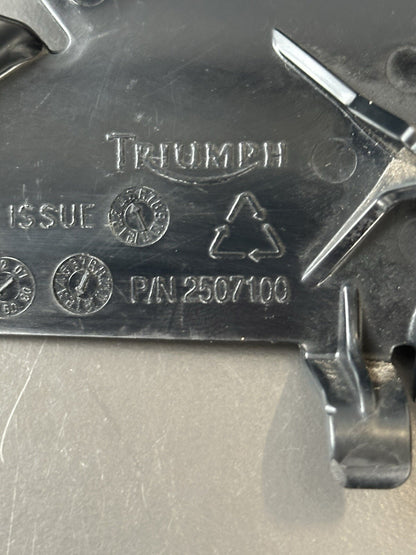 TRIUMPH
ISSUE
P/N 2507100